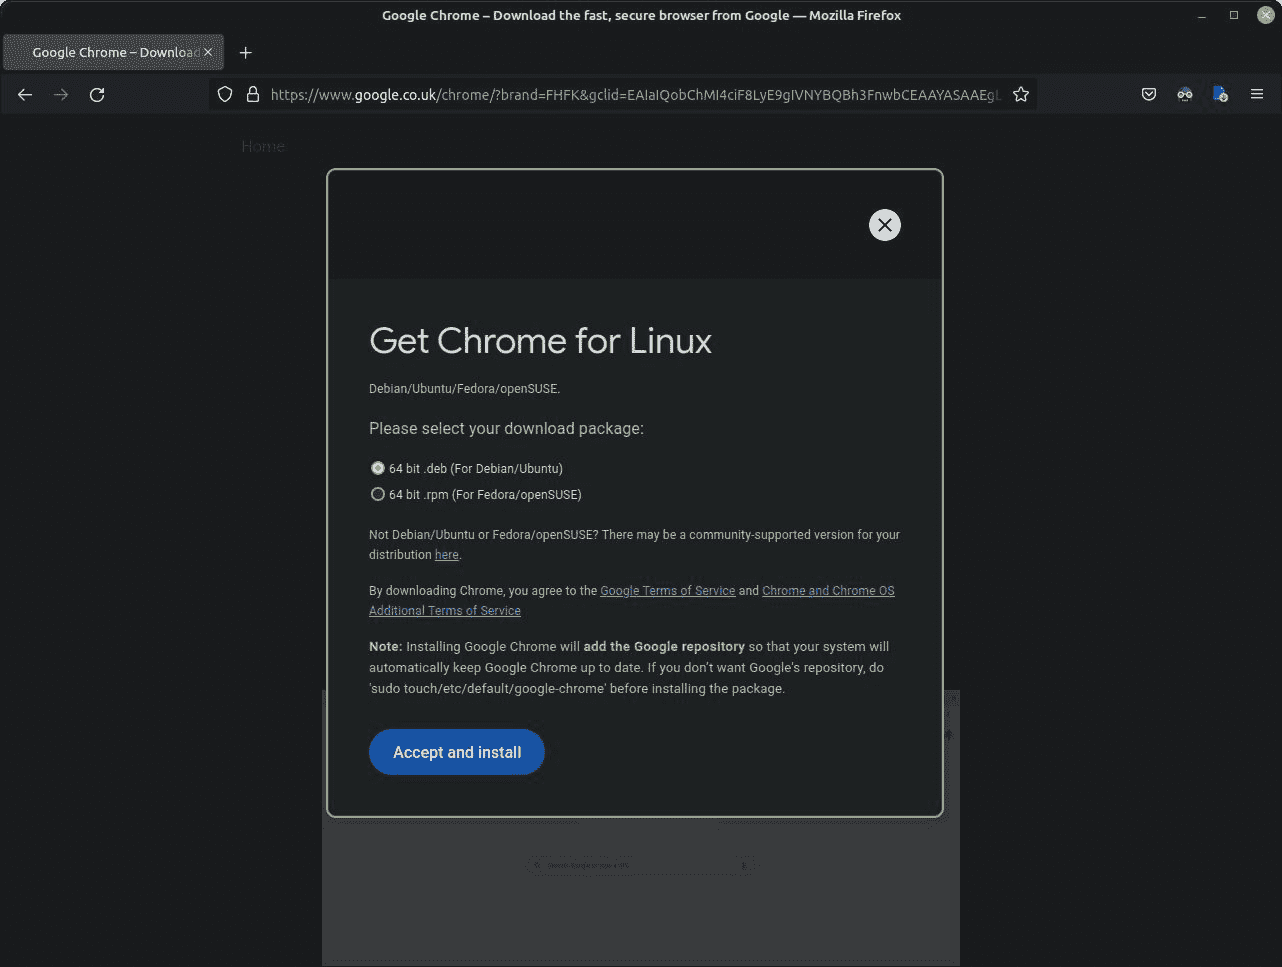 Google Chrome – Download the fast, secure browser from Google — Mozilla Firefox
Google Chrome – Download
https://www.google.co.uk/chrome/?brand=FHFK&gclid=EAIaIQobChMI4ciF8LyE9gIVNYBQBh3FnwbCEAAYASAAEgL
Home
Get Chrome for Linux
Debian/Ubuntu/Fedora/openSUSE.
Please select your download package:
64 bit .deb (For Debian/Ubuntu)
64 bit .rpm (For Fedora/openSUSE)
Not Debian/Ubuntu or Fedora/openSUSE? There may be a community-supported version for your
distribution here.
By downloading Chrome, you agree to the Google Terms of Service and Chrome and Chrome OS
Additional Terms of Service
Note: Installing Google Chrome will add the Google repository so that your system will
automatically keep Google Chrome up to date. If you don't want Google's repository, do
'sudo touch/etc/default/google-chrome' before installing the package.
Accept and install